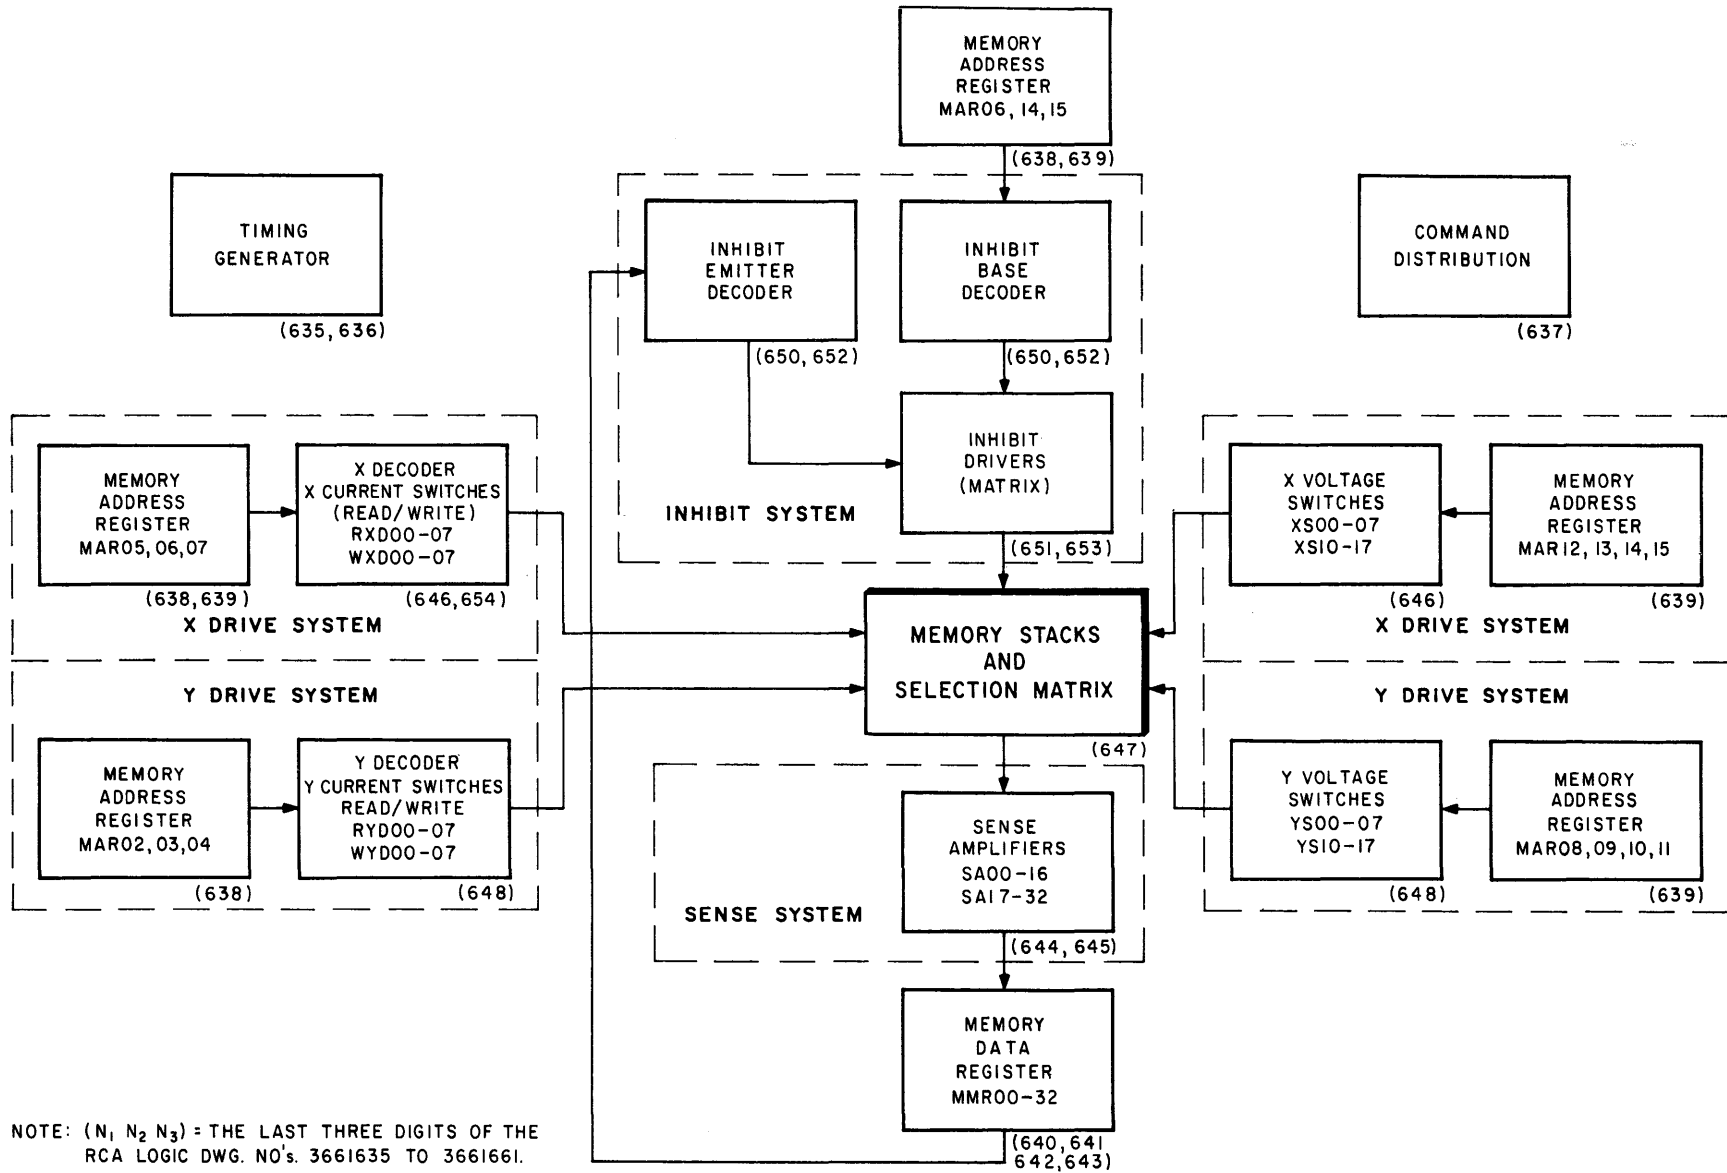 MEMORY
ADDRESS
REGISTER
MAR06, 14, 15
(638, 639)
TIMING
GENERATOR
(635, 636)
INHIBIT
EMITTER
DECODER
(650, 652)
INHIBIT
BASE
DECODER
(650, 652)
COMMAND
DISTRIBUTION
(637)
INHIBIT
DRIVERS
(MATRIX)
(651, 653)
INHIBIT SYSTEM
MEMORY
ADDRESS
REGISTER
MAR05, 06, 07
(638, 639)
X DECODER
X CURRENT SWITCHES
(READ/WRITE)
RXD00-07
WXD00-07
(646, 654)
X DRIVE SYSTEM
X VOLTAGE
SWITCHES
XS00-07
XS10-17
(646)
MEMORY
ADDRESS
REGISTER
MAR12, 13, 14, 15
(639)
X DRIVE SYSTEM
MEMORY STACKS
AND
SELECTION MATRIX
(647)
Y DRIVE SYSTEM
MEMORY
ADDRESS
REGISTER
MAR02, 03, 04
(638)
Y DECODER
Y CURRENT SWITCHES
READ/WRITE
RYD00-07
WYD00-07
(648)
Y DRIVE SYSTEM
Y VOLTAGE
SWITCHES
YS00-07
YS10-17
(648)
MEMORY
ADDRESS
REGISTER
MAR08, 09, 10, 11
(639)
SENSE
AMPLIFIERS
SA00-16
SA17-32
(644, 645)
SENSE SYSTEM
MEMORY
DATA
REGISTER
MMR00-32
(640, 641
642, 643)
NOTE: (N₁ N₂ N₃) = THE LAST THREE DIGITS OF THE
RCA LOGIC DWG. NO's. 3661635 TO 3661661.